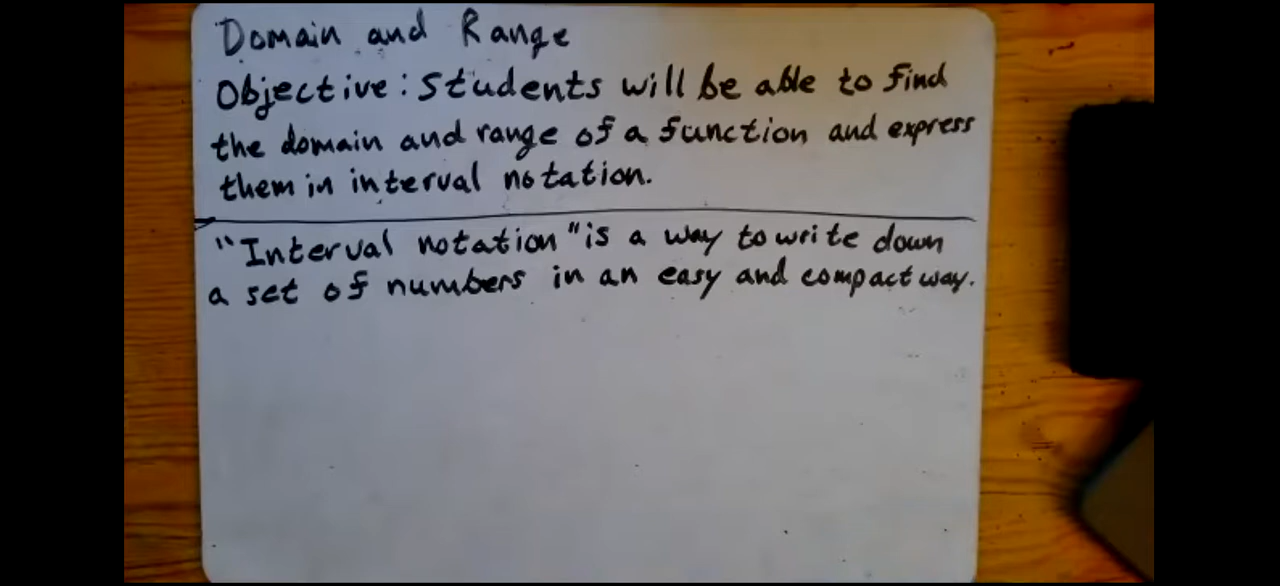 Domain and Range
Objective: Students will be able to find
the domain and range of a function and express
them in interval notation.
"Interval notation" is a way to write down
a set of numbers in an easy and compact way.